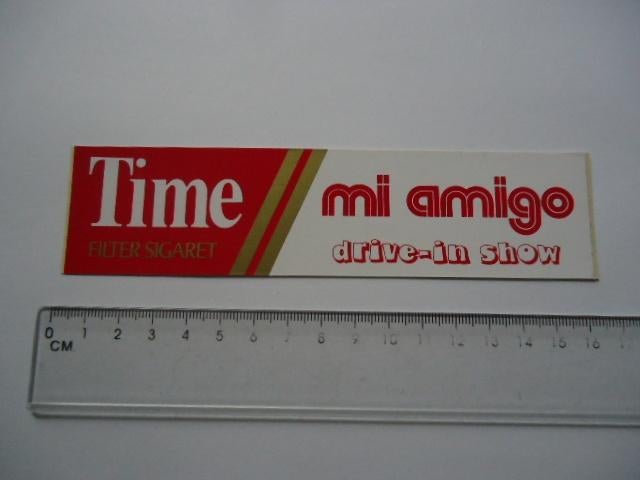 Time
FILTER SIGARET
mi amigo
drive-in show
0 1 2 3 4 5 6 7 8 9 10 11 12 13 14 15 16 1
CM